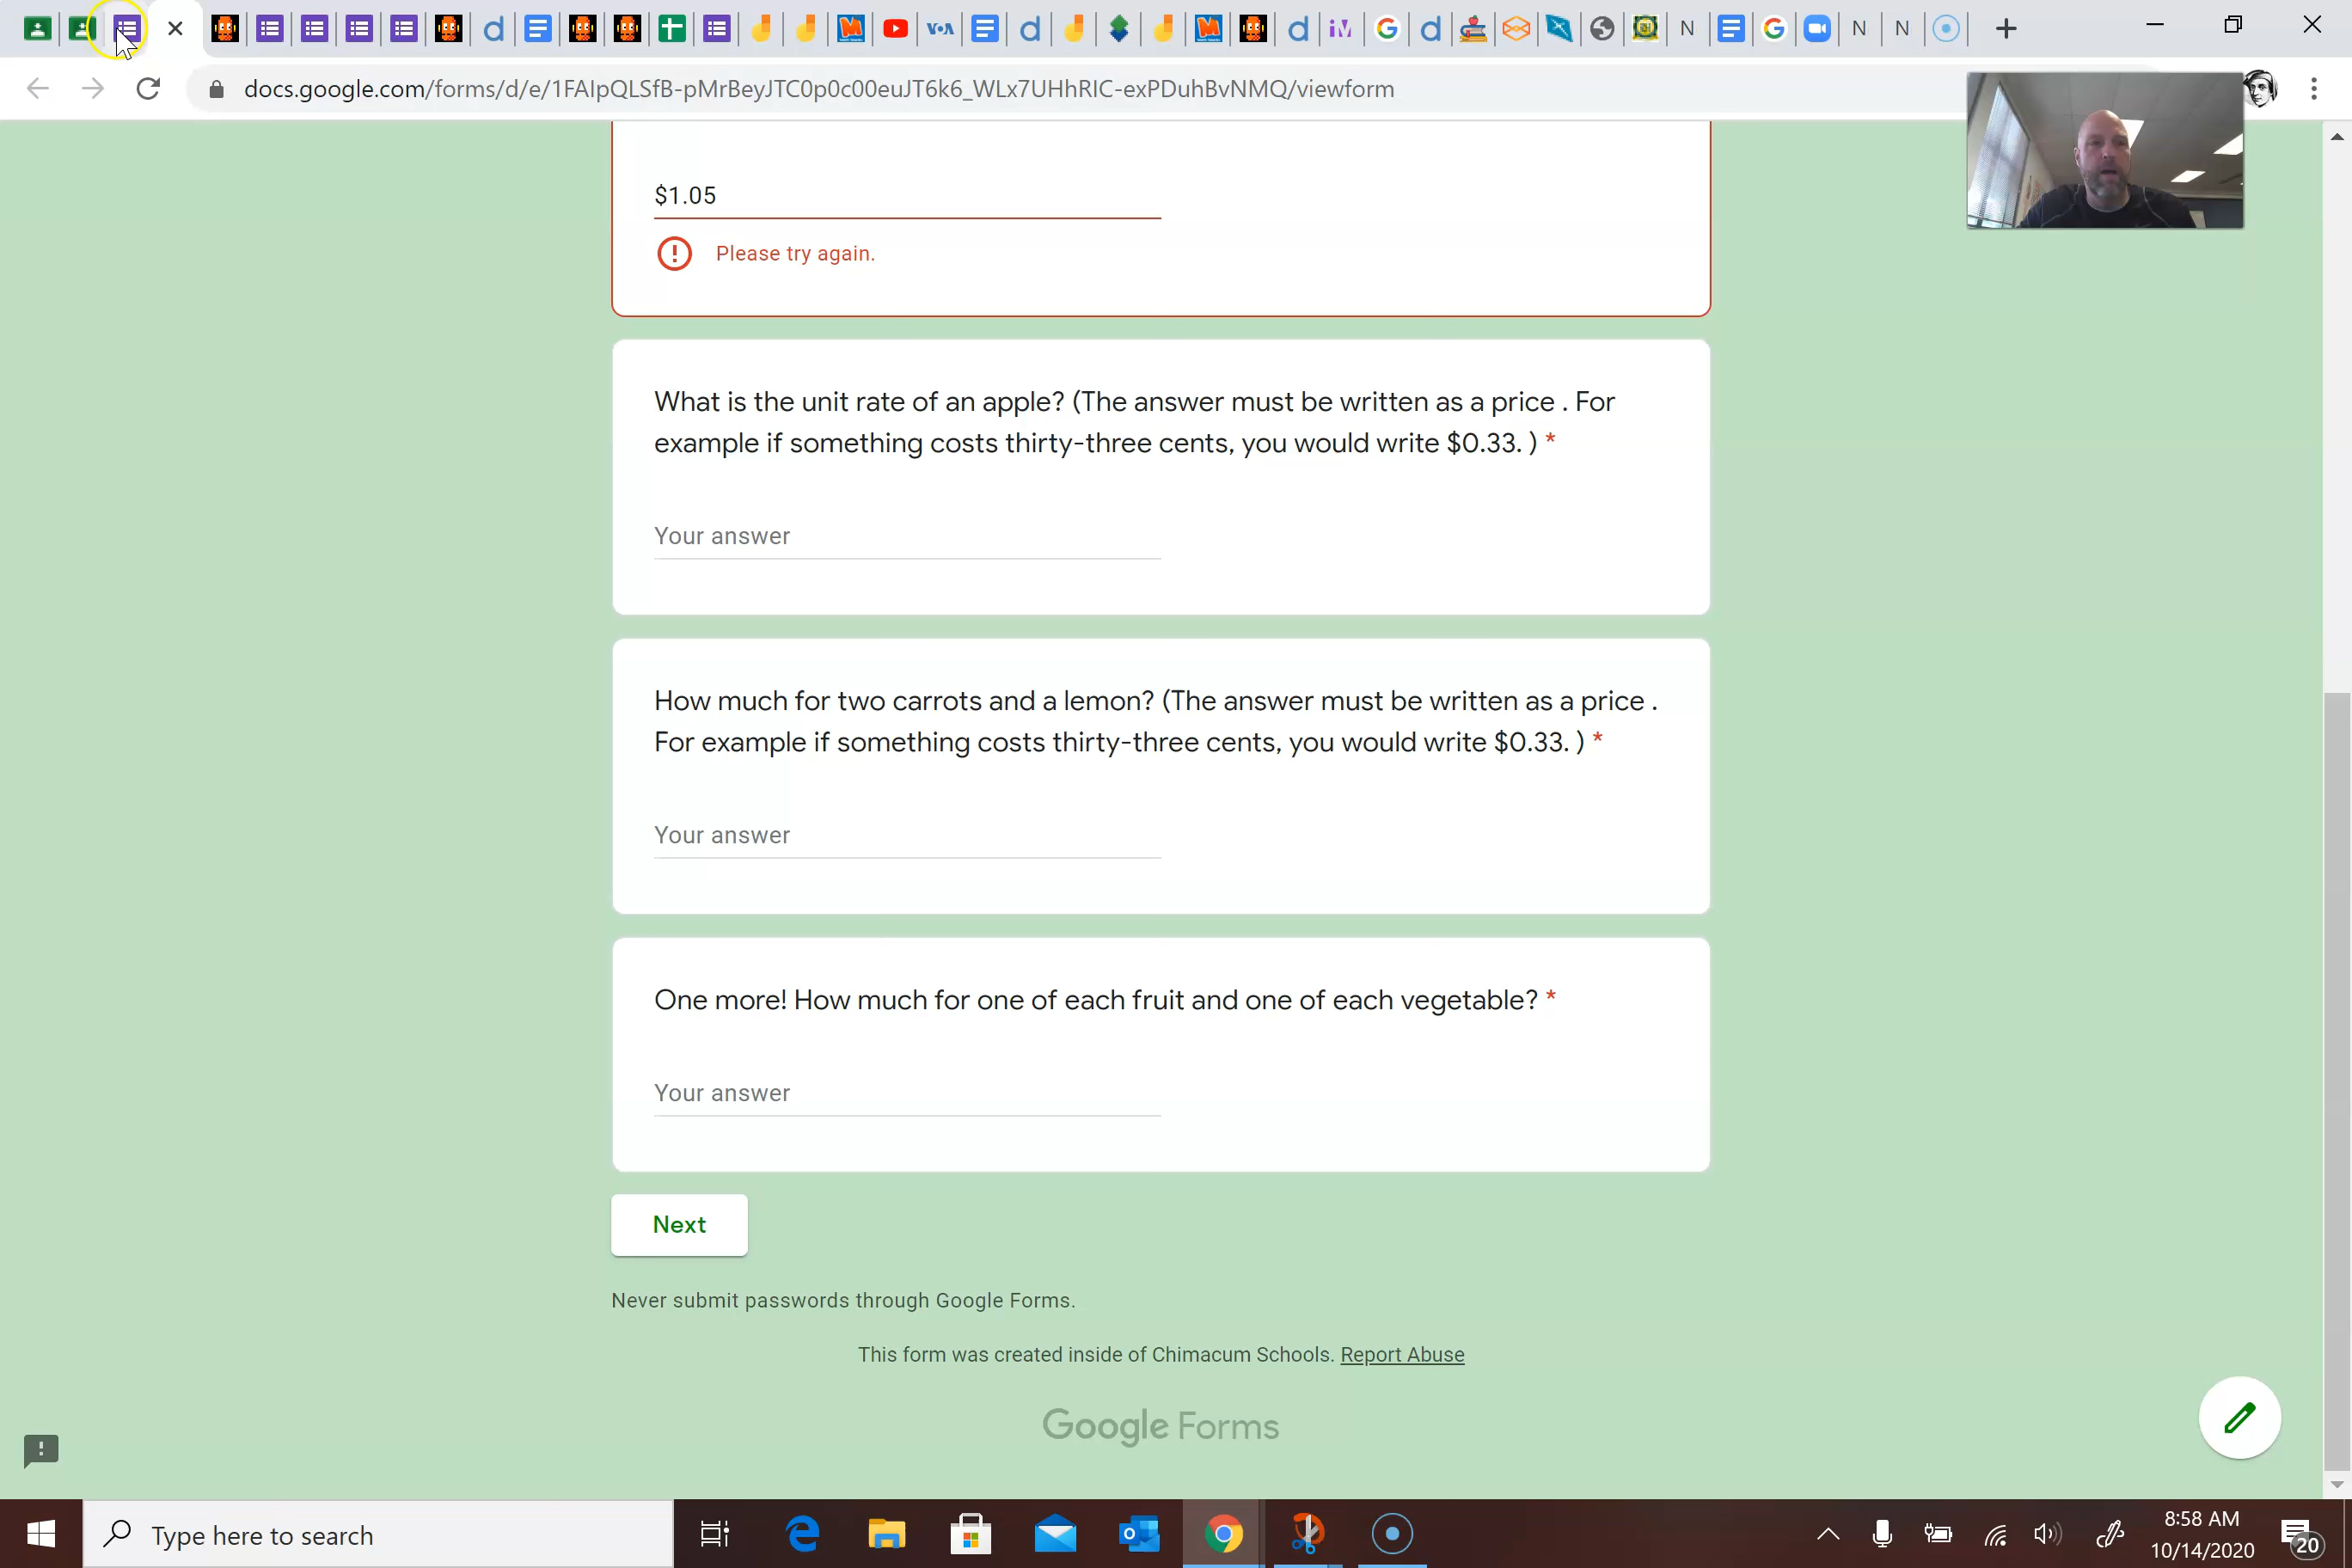 docs.google.com/forms/d/e/1FAIpQLSfB-pMrBeyJTC0p0c00euJT6k6_WLx7UHhRIC-exPDuhBvNMQ/viewform
$1.05
Please try again.
What is the unit rate of an apple? (The answer must be written as a price . For
example if something costs thirty-three cents, you would write $0.33. ) *
Your answer
How much for two carrots and a lemon? (The answer must be written as a price .
For example if something costs thirty-three cents, you would write $0.33. ) *
Your answer
One more! How much for one of each fruit and one of each vegetable? *
Your answer
Next
Never submit passwords through Google Forms.
This form was created inside of Chimacum Schools. Report Abuse
Google Forms
Type here to search
8:58 AM
10/14/2020
20